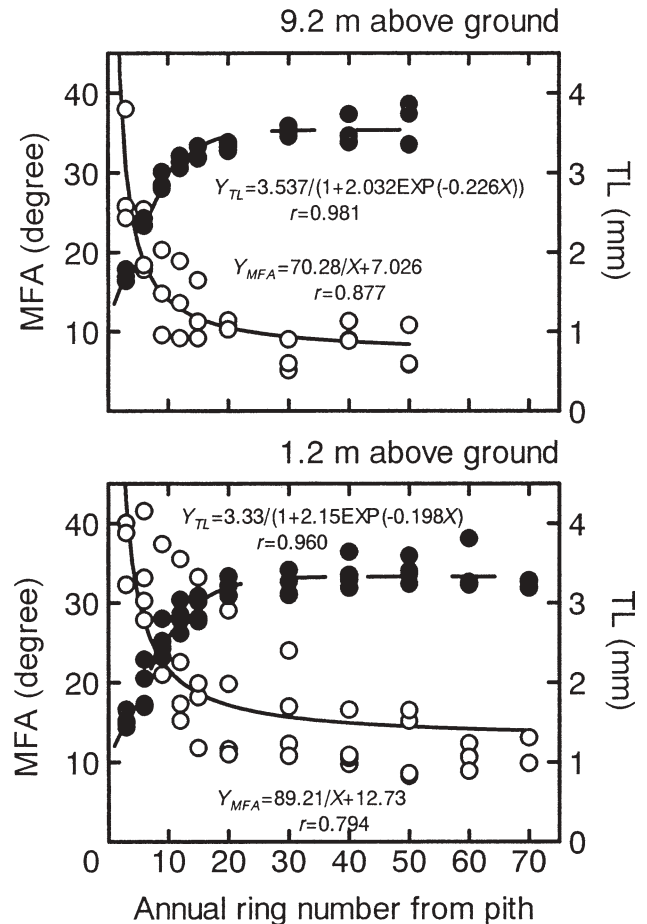 9.2 m above ground
40
30
20
10
MFA (degree)
4
3
2
1
0
TL (mm)
Y_TL=3.537/(1+2.032EXP(-0.226X))
r=0.981
Y_MFA=70.28/X+7.026
r=0.877
1.2 m above ground
40
30
20
10
MFA (degree)
4
3
2
1
0
TL (mm)
Y_TL=3.33/(1+2.15EXP(-0.198X)
r=0.960
Y_MFA=89.21/X+12.73
r=0.794
0 10 20 30 40 50 60 70
Annual ring number from pith